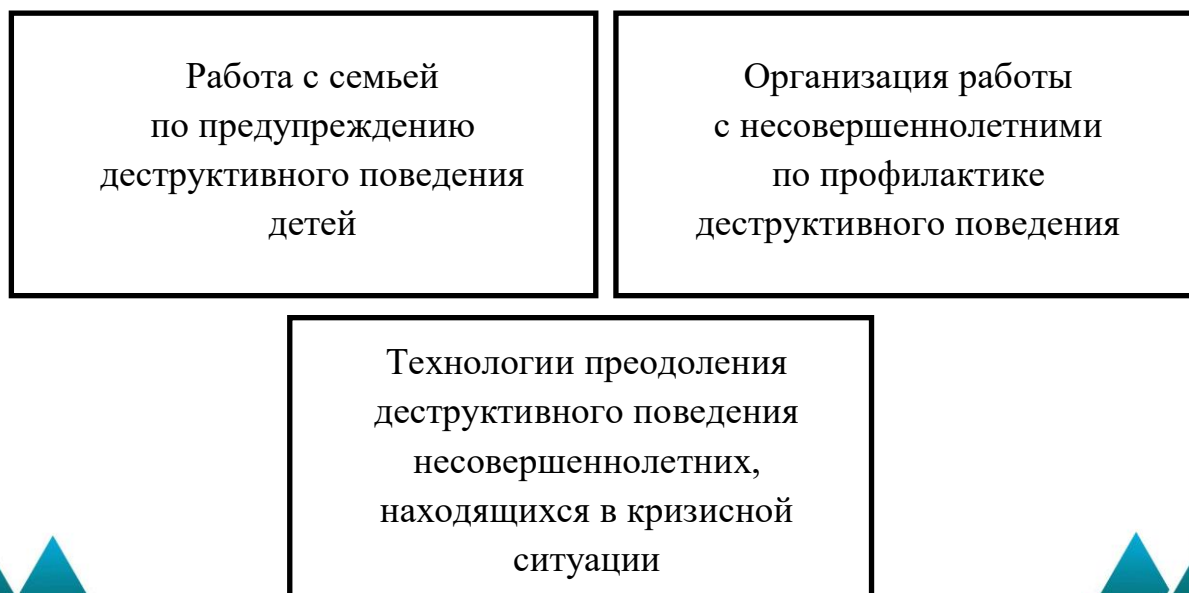 Работа с семьей
по предупреждению
деструктивного поведения
детей
Организация работы
с несовершеннолетними
по профилактике
деструктивного поведения
Технологии преодоления
деструктивного поведения
несовершеннолетних,
находящихся в кризисной
ситуации